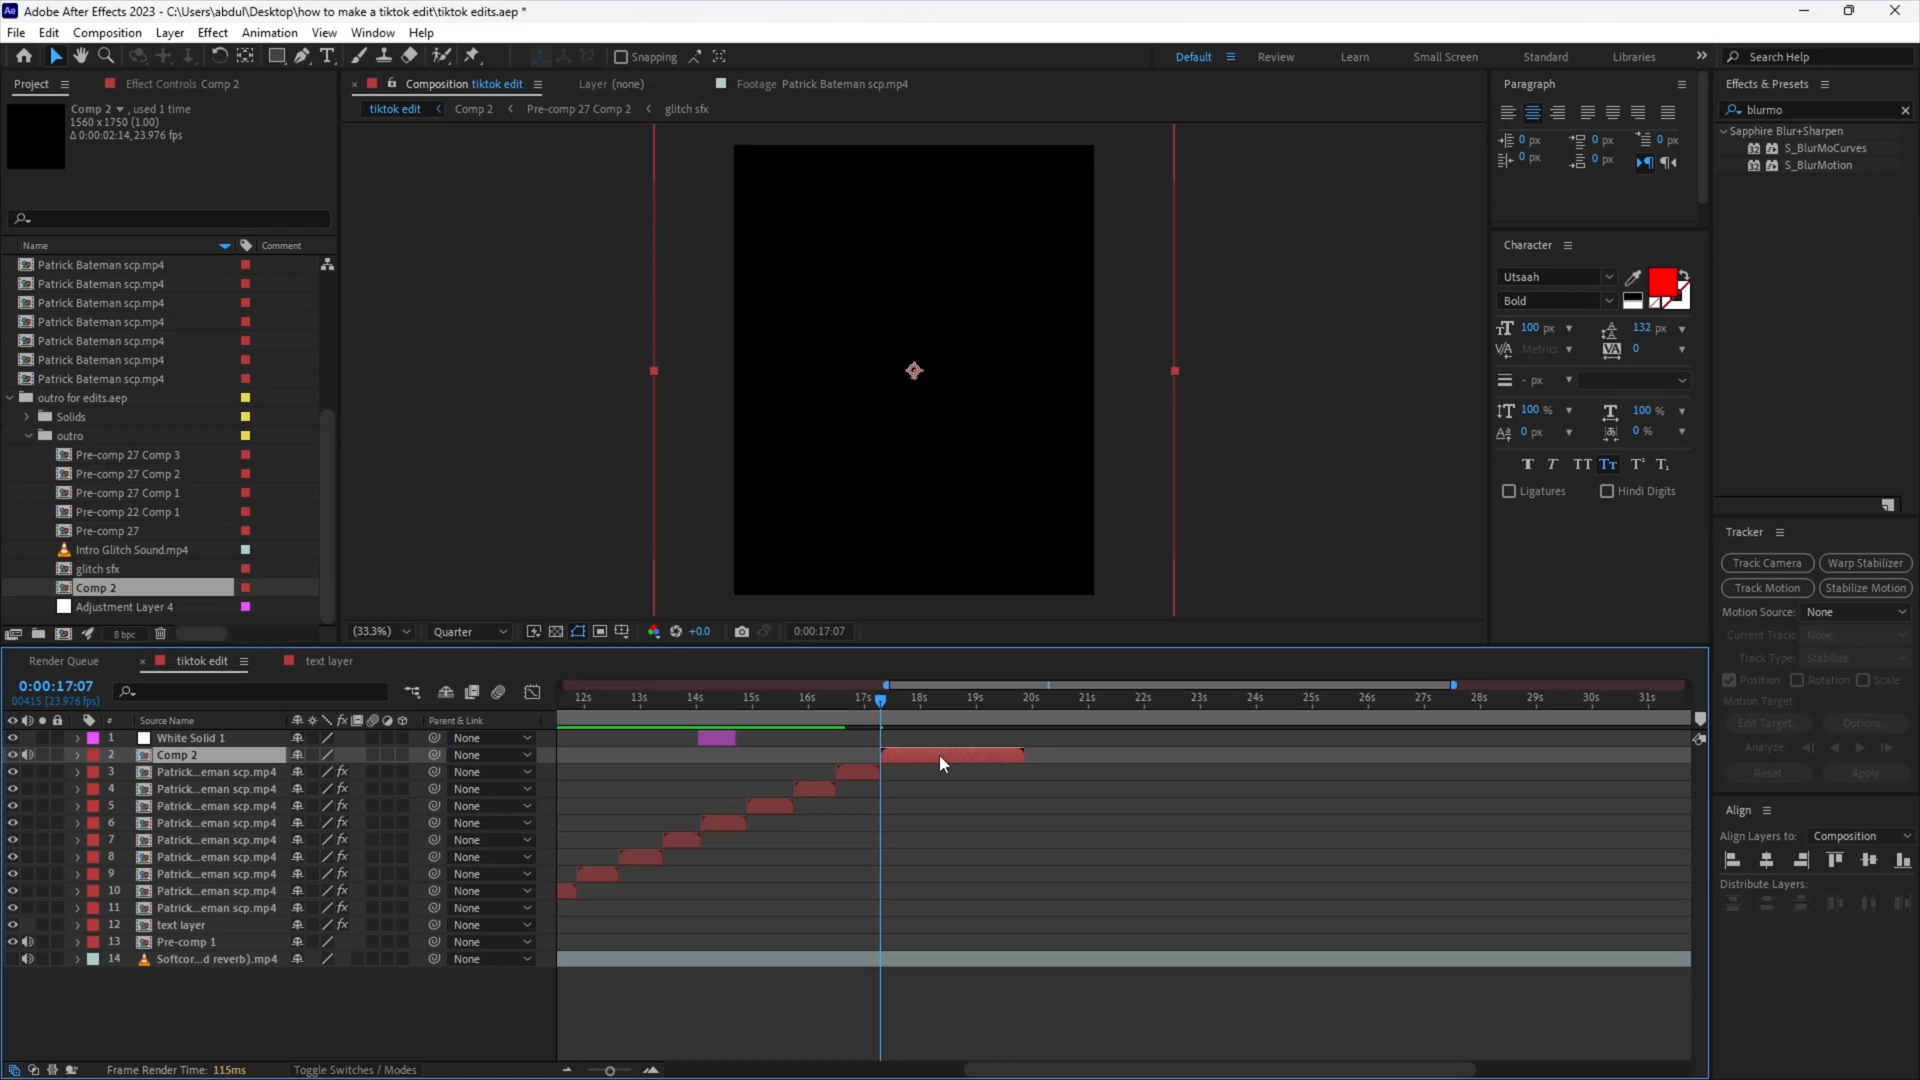 Adobe After Effects 2023 - C:\Users\abdul\Desktop\how to make a tiktok edit\tiktok edits.aep *
File Edit Composition Layer Effect Animation View Window Help
Snapping
Default Review Learn Small Screen Standard Libraries Search Help
Project Effect Controls Comp 2
Composition tiktok edit Layer (none) Footage Patrick Bateman scp.mp4
Paragraph
Effects & Presets
Comp 2 , used 1 time
1560 x 1750 (1.00)
Δ 0:00:02:14, 23.976 fps
tiktok edit Comp 2 Pre-comp 27 Comp 2 glitch sfx
blurmo
Sapphire Blur+Sharpen
S_BlurMoCurves
S_BlurMotion
0 px 0 px 0 px
0 px 0 px
Name Comment
Patrick Bateman scp.mp4
Patrick Bateman scp.mp4
Patrick Bateman scp.mp4
Patrick Bateman scp.mp4
Patrick Bateman scp.mp4
Patrick Bateman scp.mp4
Patrick Bateman scp.mp4
outro for edits.aep
Solids
outro
Pre-comp 27 Comp 3
Pre-comp 27 Comp 2
Pre-comp 27 Comp 1
Pre-comp 22 Comp 1
Pre-comp 27
Intro Glitch Sound.mp4
glitch sfx
Comp 2
Adjustment Layer 4
8 bpc
Character
Utsaah
Bold
100 px 132 px
Metrics 0
- px
100 % 100 %
0 px 0 %
T T TT Tт T¹ T₁
Ligatures Hindi Digits
(33.3%) Quarter +0.0 0:00:17:07
Tracker
Track Camera Warp Stabilizer
Track Motion Stabilize Motion
Motion Source: None
Current Track: None
Track Type: Stabilize
Position Rotation Scale
Motion Target:
Edit Target... Options...
Analyze:
Reset Apply
Align
Align Layers to: Composition
Distribute Layers:
Render Queue tiktok edit text layer
0:00:17:07
00415 (23.976 fps)
12s 13s 14s 15s 16s 17s 18s 19s 20s 21s 22s 23s 24s 25s 26s 27s 28s 29s 30s 31s
# Source Name Parent & Link
1 White Solid 1 None
2 Comp 2 None
3 Patrick...eman scp.mp4 None
4 Patrick...eman scp.mp4 None
5 Patrick...eman scp.mp4 None
6 Patrick...eman scp.mp4 None
7 Patrick...eman scp.mp4 None
8 Patrick...eman scp.mp4 None
9 Patrick...eman scp.mp4 None
10 Patrick...eman scp.mp4 None
11 Patrick...eman scp.mp4 None
12 text layer None
13 Pre-comp 1 None
14 Softcor...d reverb).mp4 None
Frame Render Time: 115ms Toggle Switches / Modes